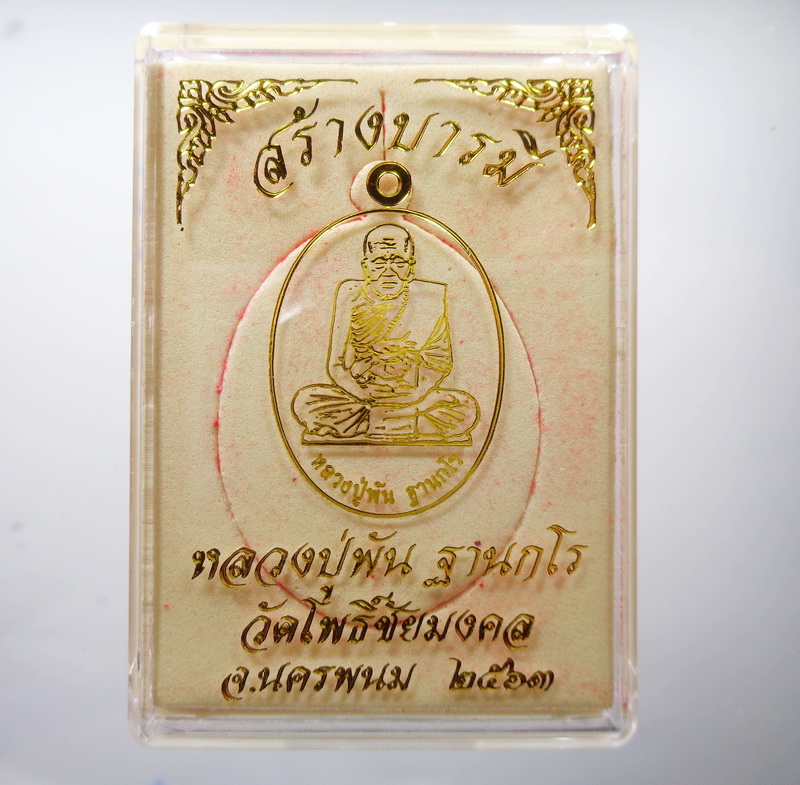 สร้างบารมี
หลวงปู่พัน ฐานกโร
หลวงปู่พัน ฐานกโร
วัดโพธิ์ชัยมงคล
จ.นครพนม ๒๕๖๓